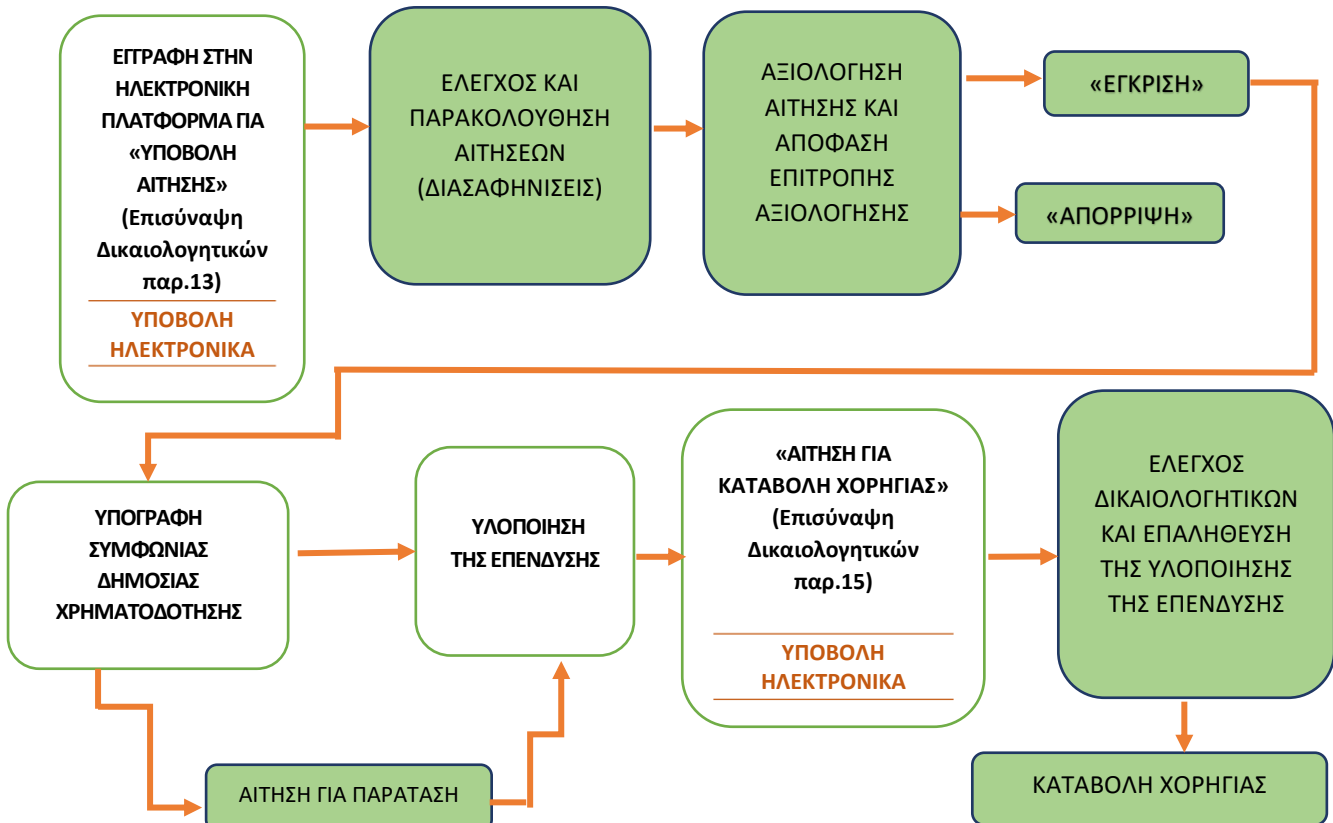 ΕΓΓΡΑΦΗ ΣΤΗΝ
ΗΛΕΚΤΡΟΝΙΚΗ
ΠΛΑΤΦΟΡΜΑ ΓΙΑ
«ΥΠΟΒΟΛΗ
ΑΙΤΗΣΗΣ»
(Επισύναψη
Δικαιολογητικών
παρ.13)
ΥΠΟΒΟΛΗ
ΗΛΕΚΤΡΟΝΙΚΑ
ΕΛΕΓΧΟΣ ΚΑΙ
ΠΑΡΑΚΟΛΟΥΘΗΣΗ
ΑΙΤΗΣΕΩΝ
(ΔΙΑΣΑΦΗΝΙΣΕΙΣ)
ΑΞΙΟΛΟΓΗΣΗ
ΑΙΤΗΣΗΣ ΚΑΙ
ΑΠΟΦΑΣΗ
ΕΠΙΤΡΟΠΗΣ
ΑΞΙΟΛΟΓΗΣΗΣ
«ΕΓΚΡΙΣΗ»
«ΑΠΟΡΡΙΨΗ»
ΥΠΟΓΡΑΦΗ
ΣΥΜΦΩΝΙΑΣ
ΔΗΜΟΣΙΑΣ
ΧΡΗΜΑΤΟΔΟΤΗΣΗΣ
ΥΛΟΠΟΙΗΣΗ
ΤΗΣ ΕΠΕΝΔΥΣΗΣ
«ΑΙΤΗΣΗ ΓΙΑ
ΚΑΤΑΒΟΛΗ ΧΟΡΗΓΙΑΣ»
(Επισύναψη
Δικαιολογητικών
παρ.15)
ΥΠΟΒΟΛΗ
ΗΛΕΚΤΡΟΝΙΚΑ
ΕΛΕΓΧΟΣ
ΔΙΚΑΙΟΛΟΓΗΤΙΚΩΝ
ΚΑΙ ΕΠΑΛΗΘΕΥΣΗ
ΤΗΣ ΥΛΟΠΟΙΗΣΗΣ
ΤΗΣ ΕΠΕΝΔΥΣΗΣ
ΑΙΤΗΣΗ ΓΙΑ ΠΑΡΑΤΑΣΗ
ΚΑΤΑΒΟΛΗ ΧΟΡΗΓΙΑΣ